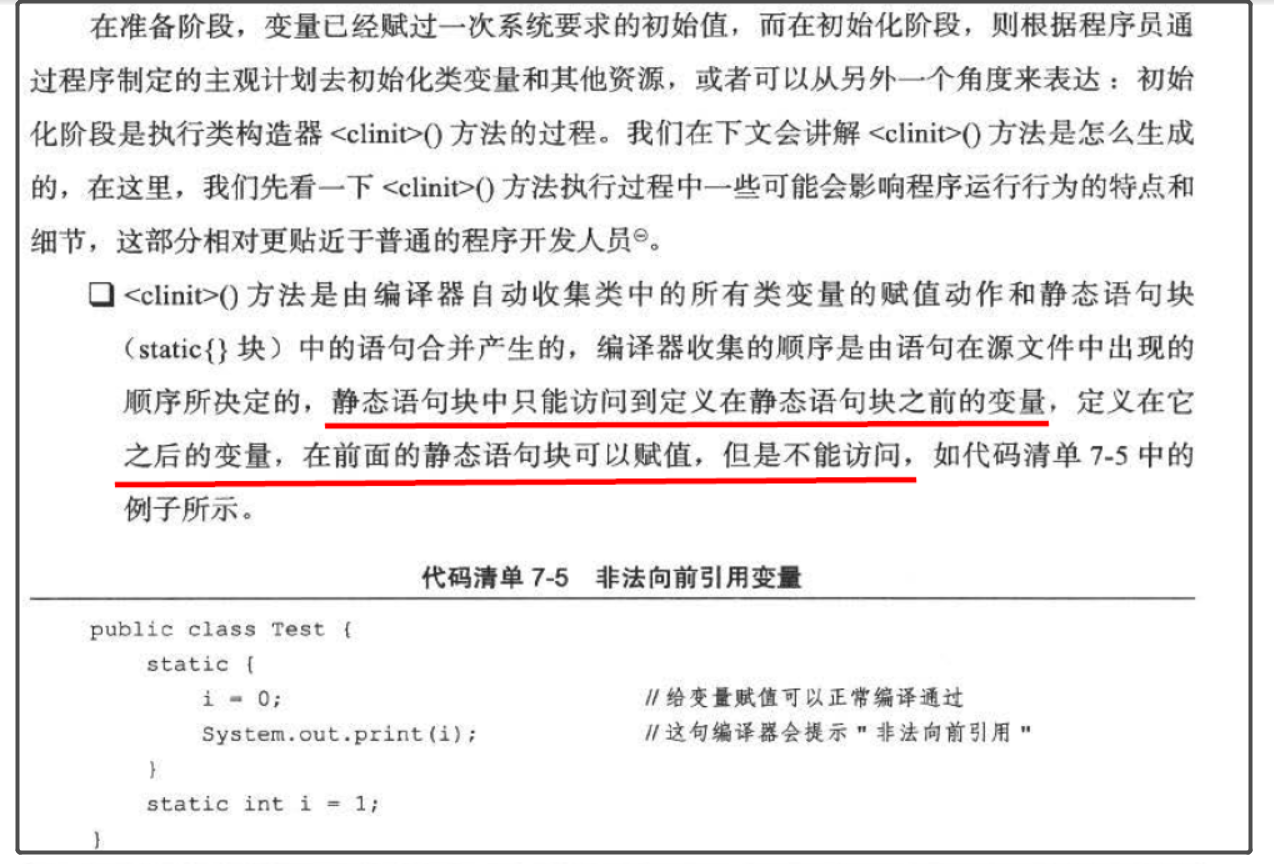 在准备阶段，变量已经赋过一次系统要求的初始值，而在初始化阶段，则根据程序员通
过程序制定的主观计划去初始化类变量和其他资源，或者可以从另外一个角度来表达：初始
化阶段是执行类构造器 <clinit>() 方法的过程。我们在下文会讲解 <clinit>() 方法是怎么生成
的，在这里，我们先看一下 <clinit>() 方法执行过程中一些可能会影响程序运行行为的特点和
细节，这部分相对更贴近于普通的程序开发人员⊖。
❑ <clinit>() 方法是由编译器自动收集类中的所有类变量的赋值动作和静态语句块
（static{} 块）中的语句合并产生的，编译器收集的顺序是由语句在源文件中出现的
顺序所决定的，静态语句块中只能访问到定义在静态语句块之前的变量，定义在它
之后的变量，在前面的静态语句块可以赋值，但是不能访问，如代码清单 7-5 中的
例子所示。
代码清单 7-5 非法向前引用变量
public class Test {
static {
i = 0; // 给变量赋值可以正常编译通过
System.out.print(i); // 这句编译器会提示 " 非法向前引用 "
}
static int i = 1;
}